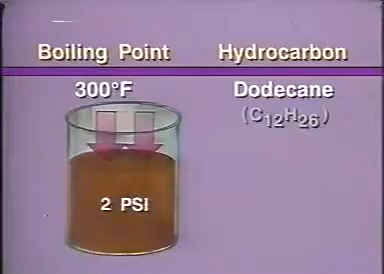 Boiling Point Hydrocarbon
300°F Dodecane
(C12H26)
2 PSI